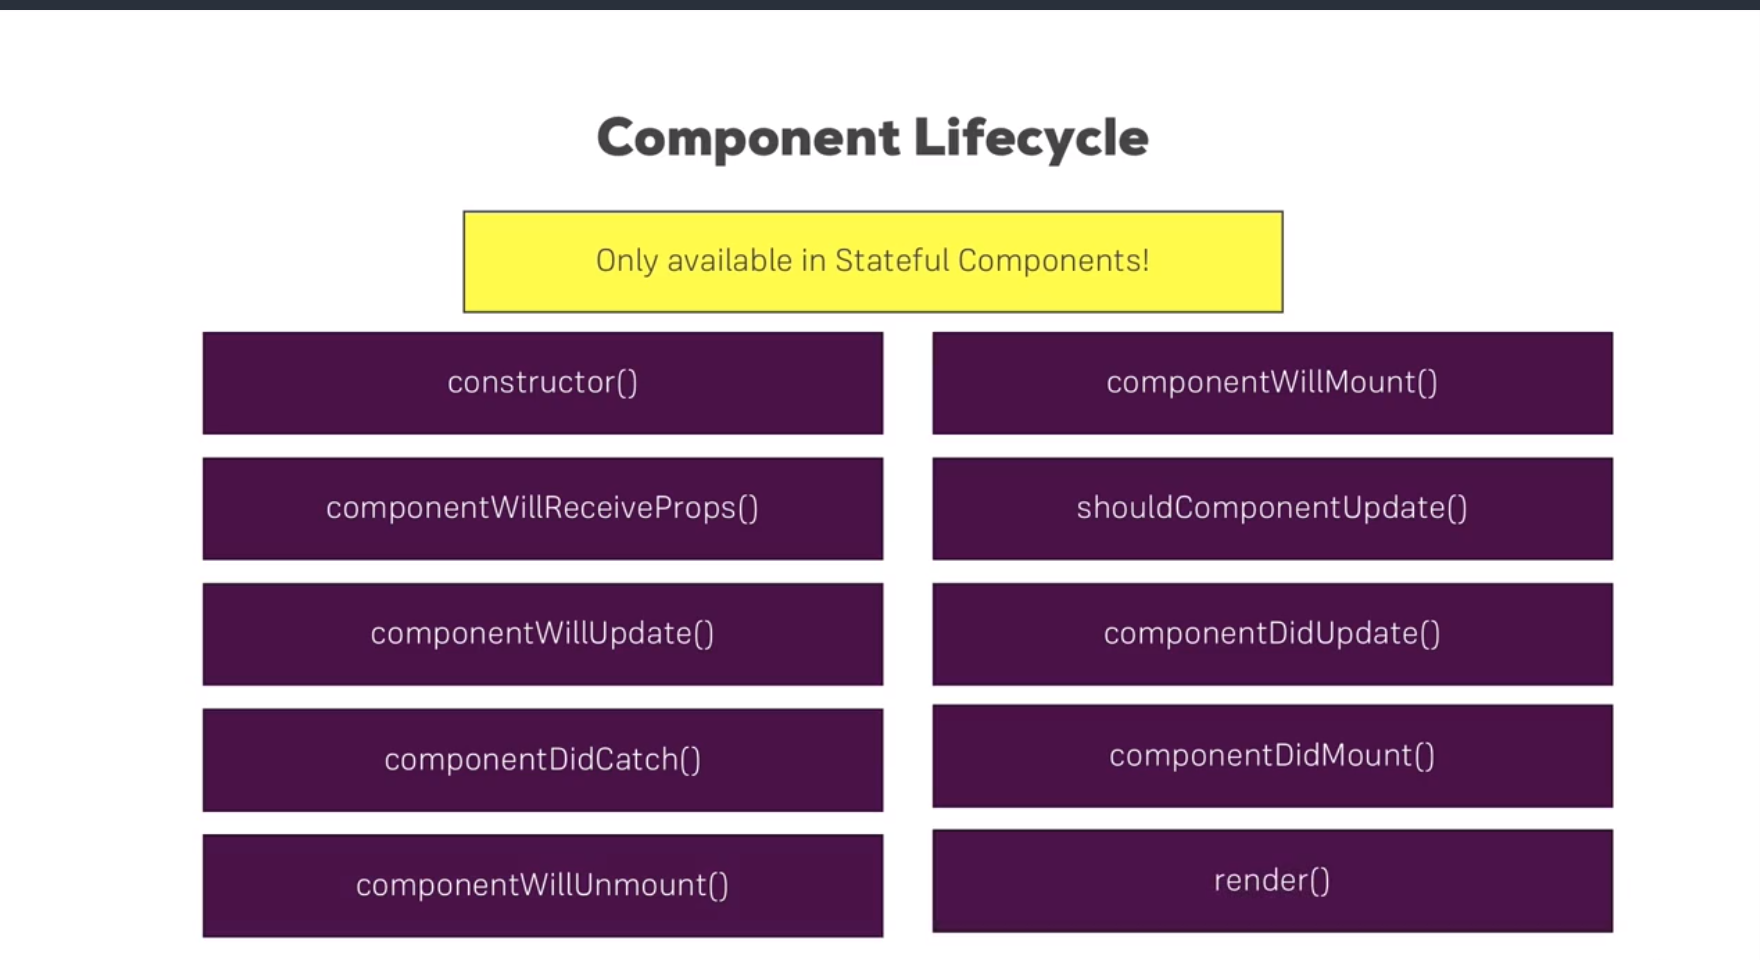 Component Lifecycle
Only available in Stateful Components!
constructor()
componentWillMount()
componentWillReceiveProps()
shouldComponentUpdate()
componentWillUpdate()
componentDidUpdate()
componentDidCatch()
componentDidMount()
componentWillUnmount()
render()